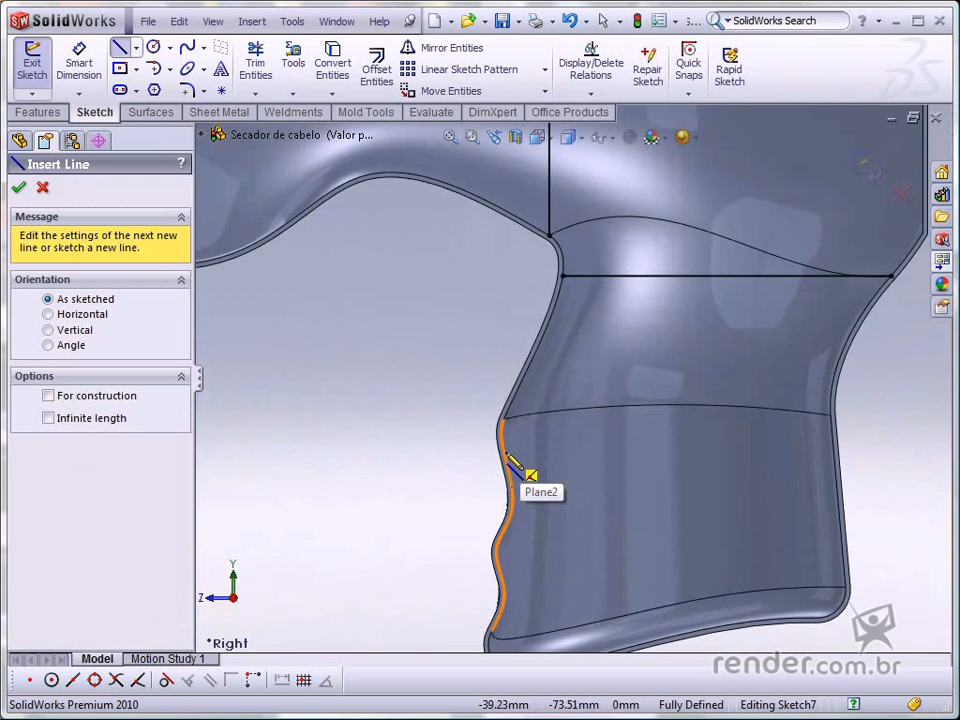 SolidWorks
File Edit View Insert Tools Window Help
s... SolidWorks Search
Exit Sketch
Smart Dimension
Trim Entities
Tools
Convert Entities
Offset Entities
Mirror Entities
Linear Sketch Pattern
Move Entities
Display/Delete Relations
Repair Sketch
Quick Snaps
Rapid Sketch
Features Sketch Surfaces Sheet Metal Weldments Mold Tools Evaluate DimXpert Office Products
Secador de cabelo (Valor p...
Insert Line ?
Message
Edit the settings of the next new
line or sketch a new line.
Orientation
As sketched
Horizontal
Vertical
Angle
Options
For construction
Infinite length
Plane2
Y
Z
*Right
render.com.br
Model Motion Study 1
SolidWorks Premium 2010 -39.23mm -73.51mm 0mm Fully Defined Editing Sketch7